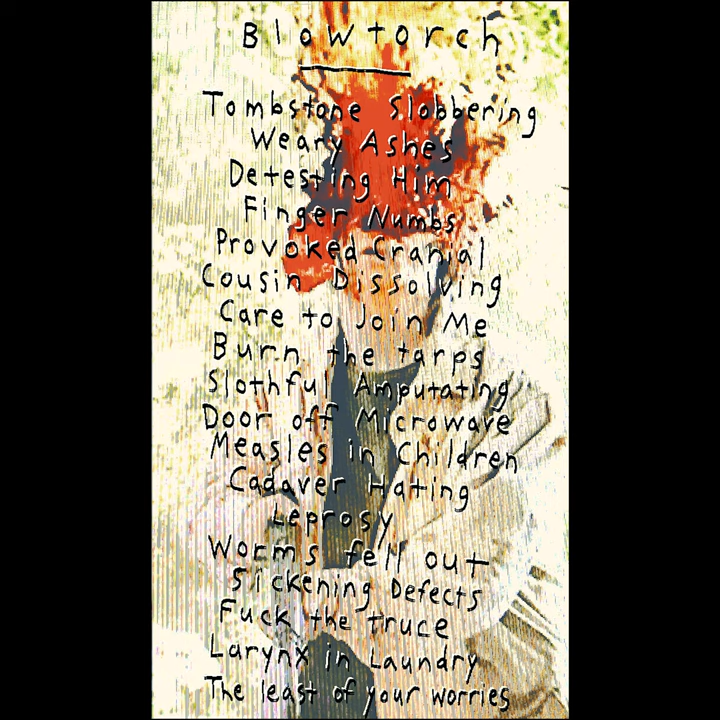 Blowtorch
Tombstone Slobbering
Weary Ashes
Detesting Him
Finger Numbs
Provoked Cranial
Cousin Dissolving
Care to Join Me
Burn the tarps
Slothful Amputating
Door off Microwave
Measles in Children
Cadaver Hating
Leprosy
Worms fell out
Sickening Defects
Fuck the truce
Larynx in Laundry
The least of your worries